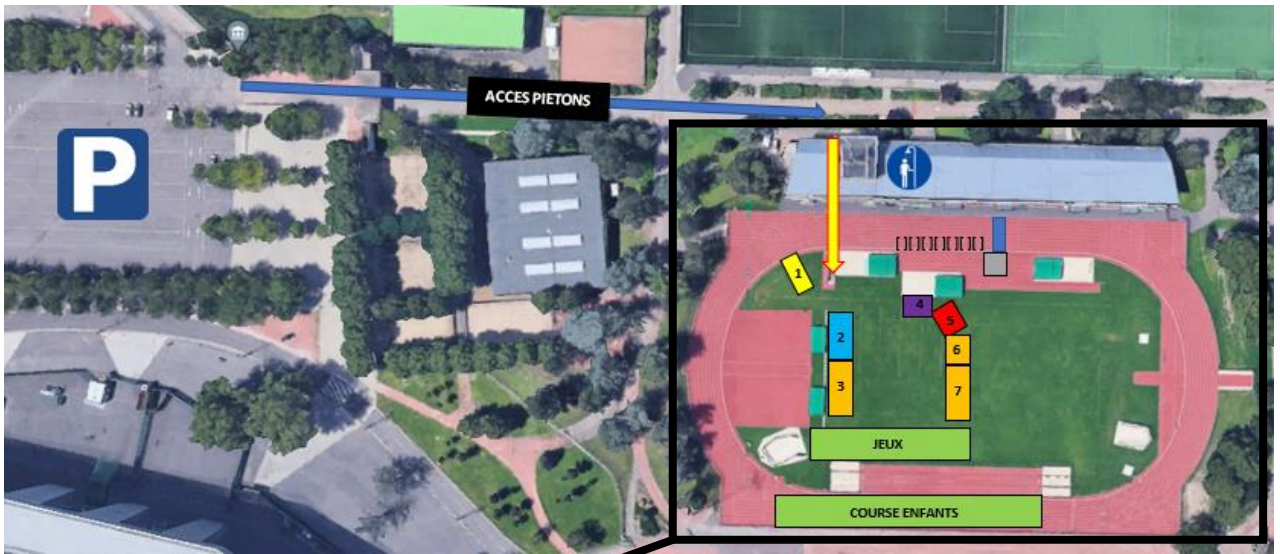 ACCES PIETONS
P
[ ][ ][ ][ ][ ][ ][ ]
1
4
5
2
6
3
7
JEUX
COURSE ENFANTS